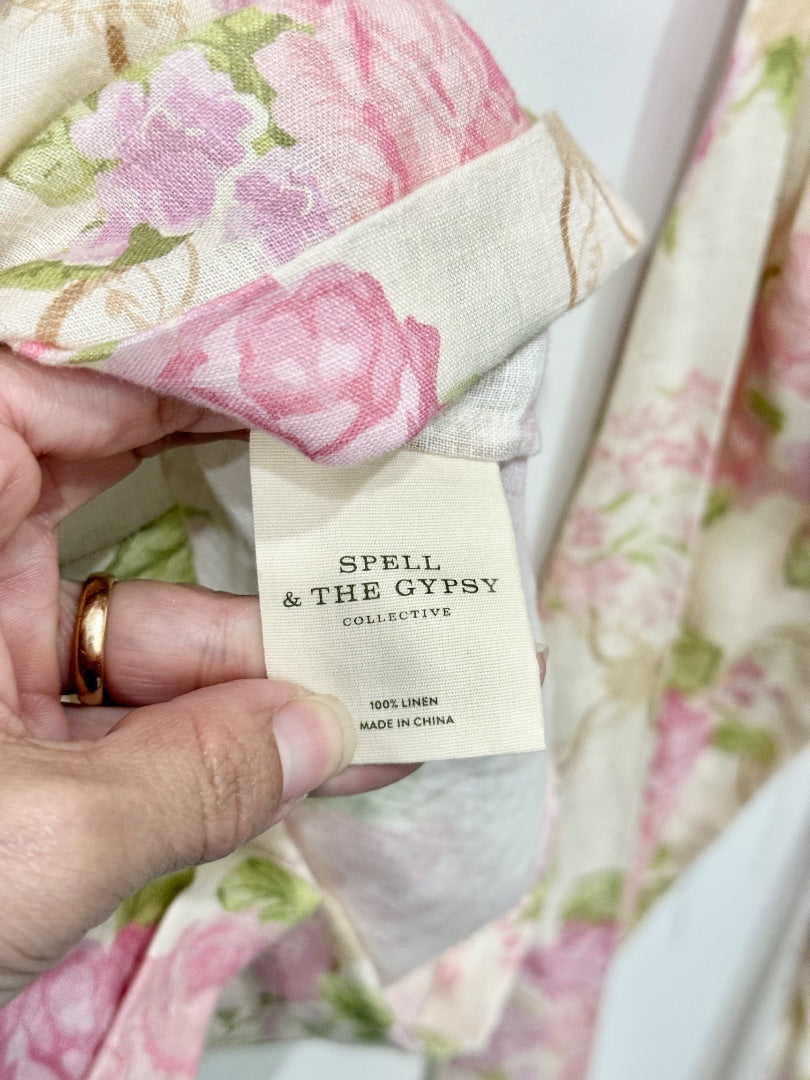 SPELL
& THE GYPSY
COLLECTIVE
100% LINEN
MADE IN CHINA